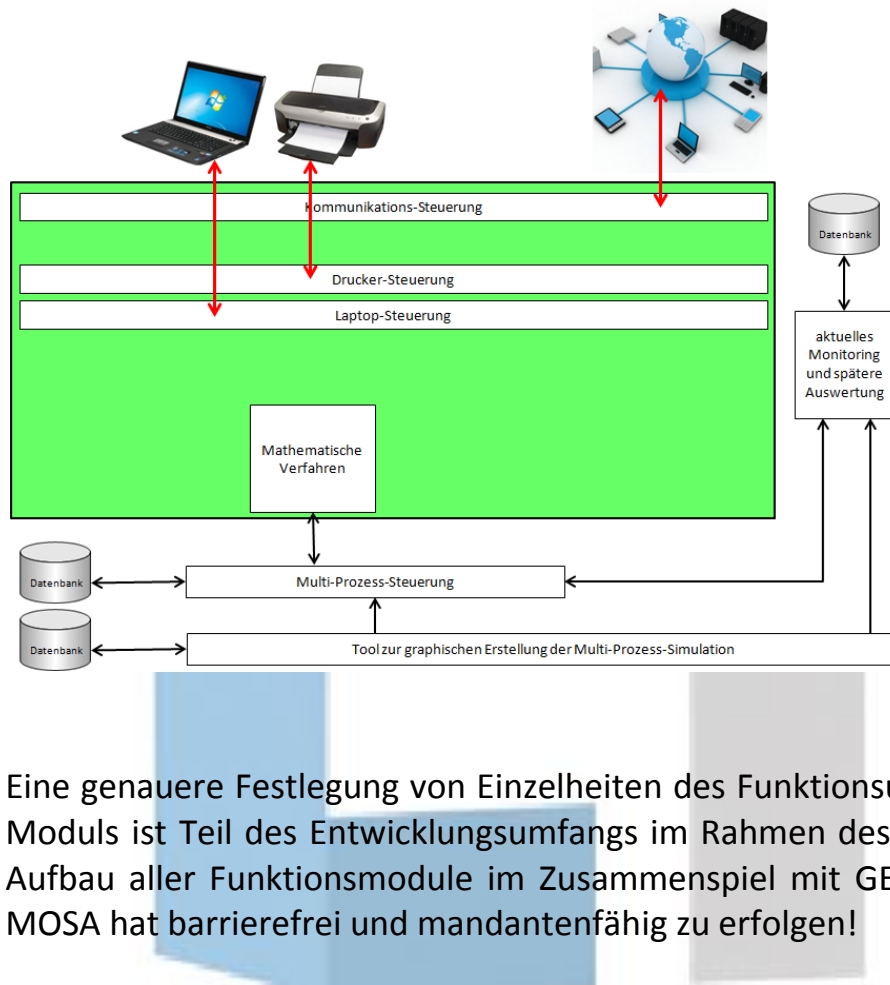 Kommunikations-Steuerung
Datenbank
Drucker-Steuerung
Laptop-Steuerung
aktuelles
Monitoring
und spätere
Auswertung
Mathematische
Verfahren
Datenbank
Multi-Prozess-Steuerung
Datenbank
Tool zur graphischen Erstellung der Multi-Prozess-Simulation
Eine genauere Festlegung von Einzelheiten des
Moduls ist Teil des Entwicklungsumfangs im Rahmen des
Aufbau aller Funktionsmodule im Zusammenspiel mit
MOSA hat barrierefrei und mandantenfähig zu erfolgen!